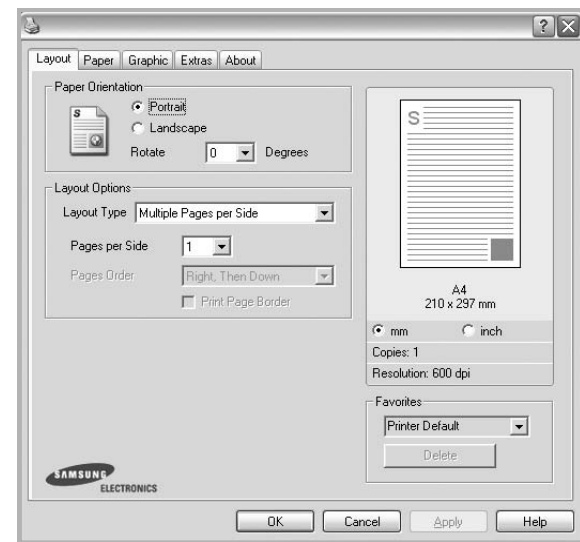 ? X
Layout Paper Graphic Extras About
Paper Orientation
S
Portrait
Landscape
Rotate 0 Degrees
Layout Options
Layout Type Multiple Pages per Side
Pages per Side 1
Pages Order Right, Then Down
Print Page Border
S
A4
210 x 297 mm
mm inch
Copies: 1
Resolution: 600 dpi
Favorites
Printer Default
Delete
SAMSUNG
ELECTRONICS
OK Cancel Apply Help